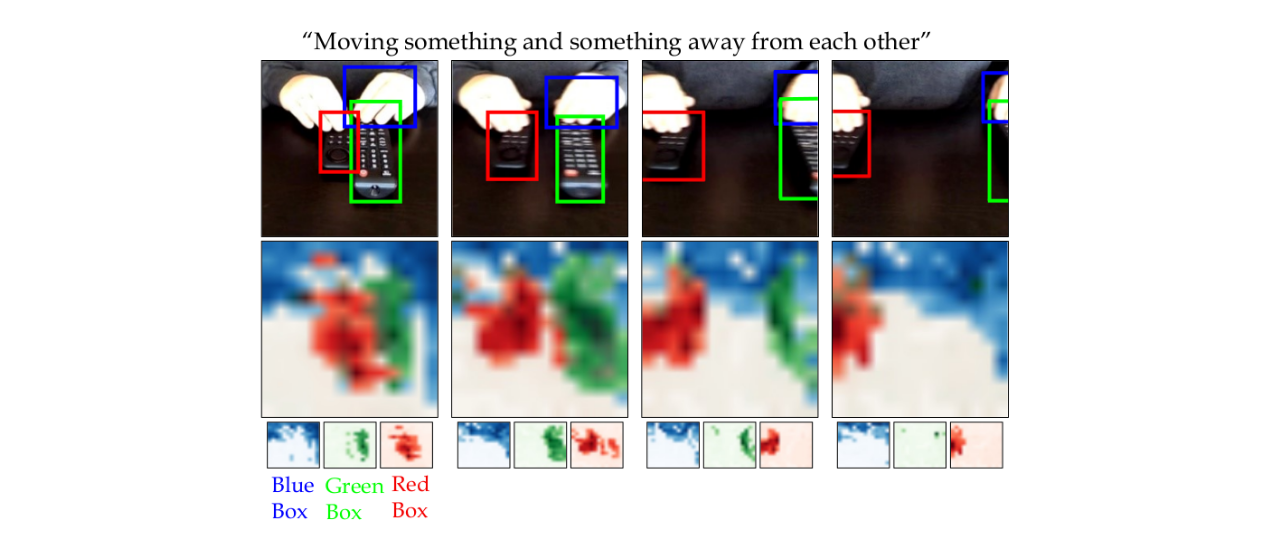 “Moving something and something away from each other”
Blue Green Red
Box Box Box